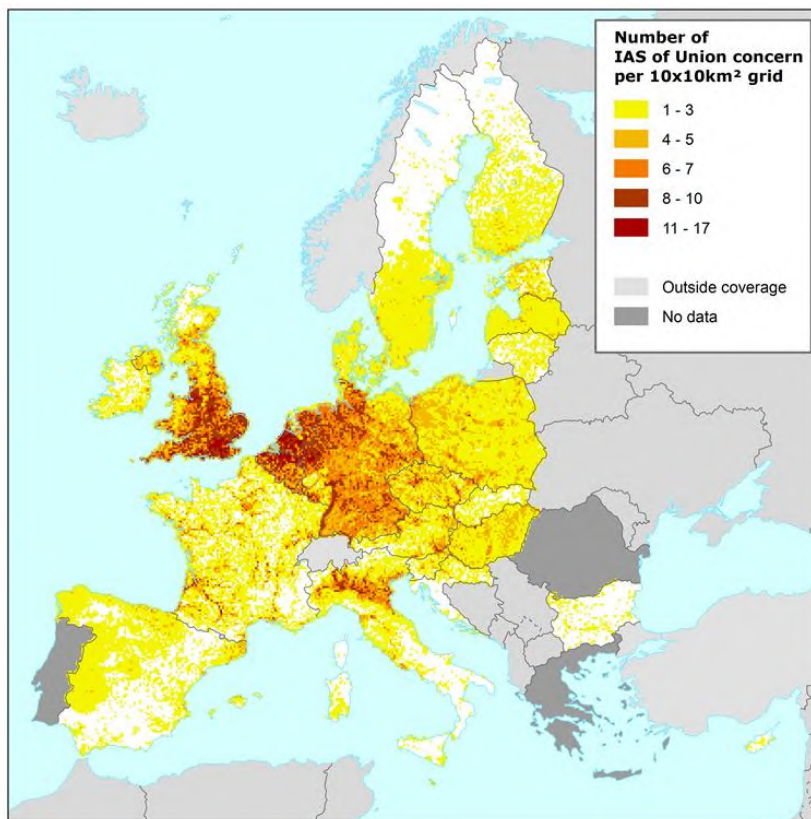 Number of
IAS of Union concern
per 10x10km² grid
1 - 3
4 - 5
6 - 7
8 - 10
11 - 17
Outside coverage
No data